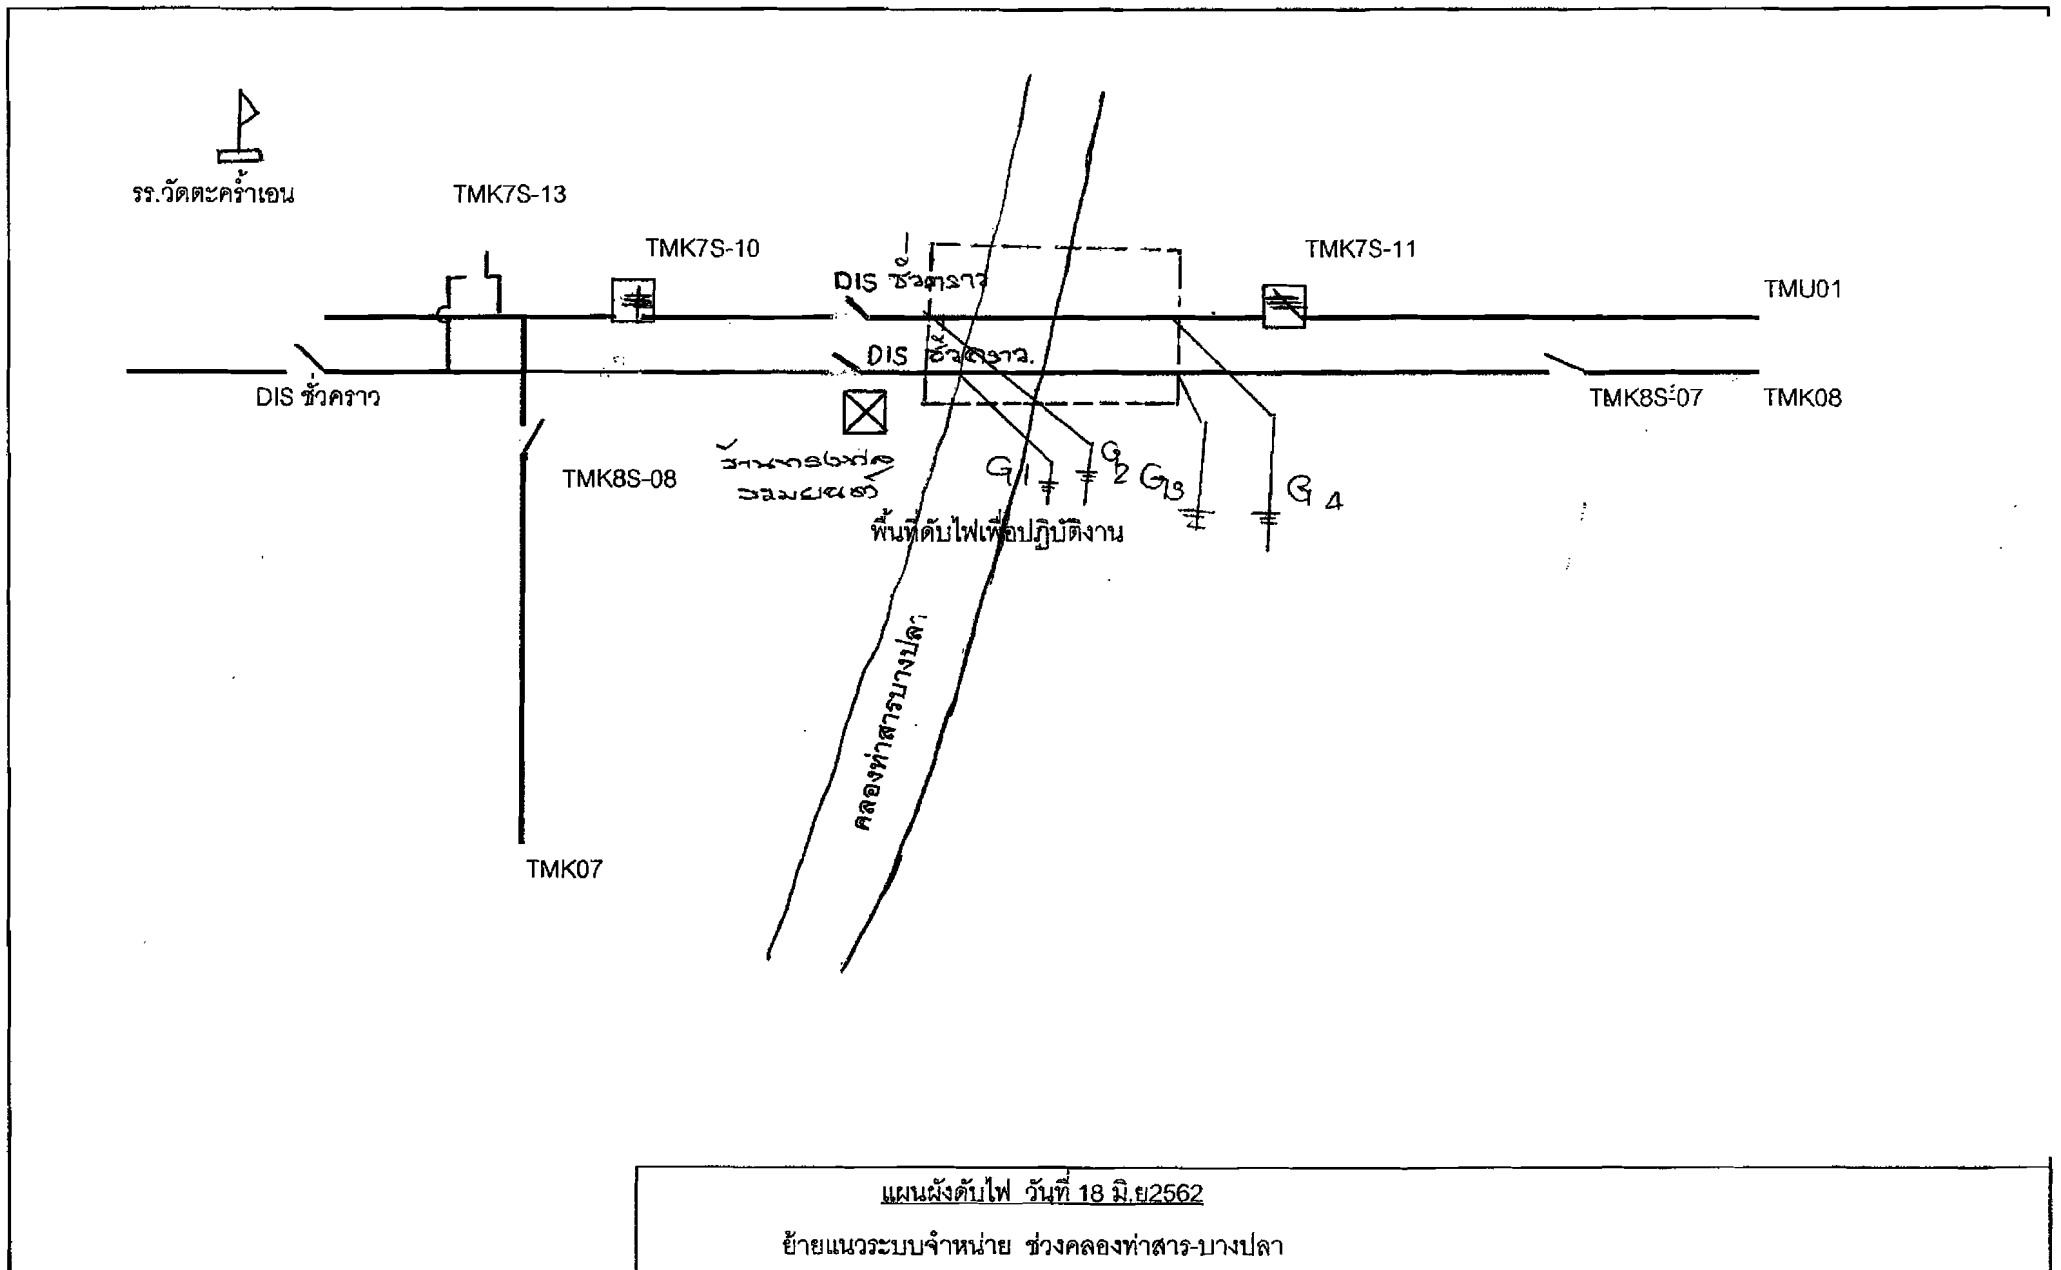 รร.วัดตะคร้ำเอน
TMK7S-13
TMK7S-10
TMK7S-11
DIS ชั่วคราว
TMU01
DIS ชั่วคราว.
DIS ชั่วคราว
TMK8S-07
TMK08
TMK8S-08
G1
G2
G3
G4
พื้นที่ดับไฟเพื่อปฏิบัติงาน
คลองท่าสารบางปลา
TMK07
แผนผังดับไฟ วันที่ 18 มิ.ย2562
ย้ายแนวระบบจำหน่าย ช่วงคลองท่าสาร-บางปลา